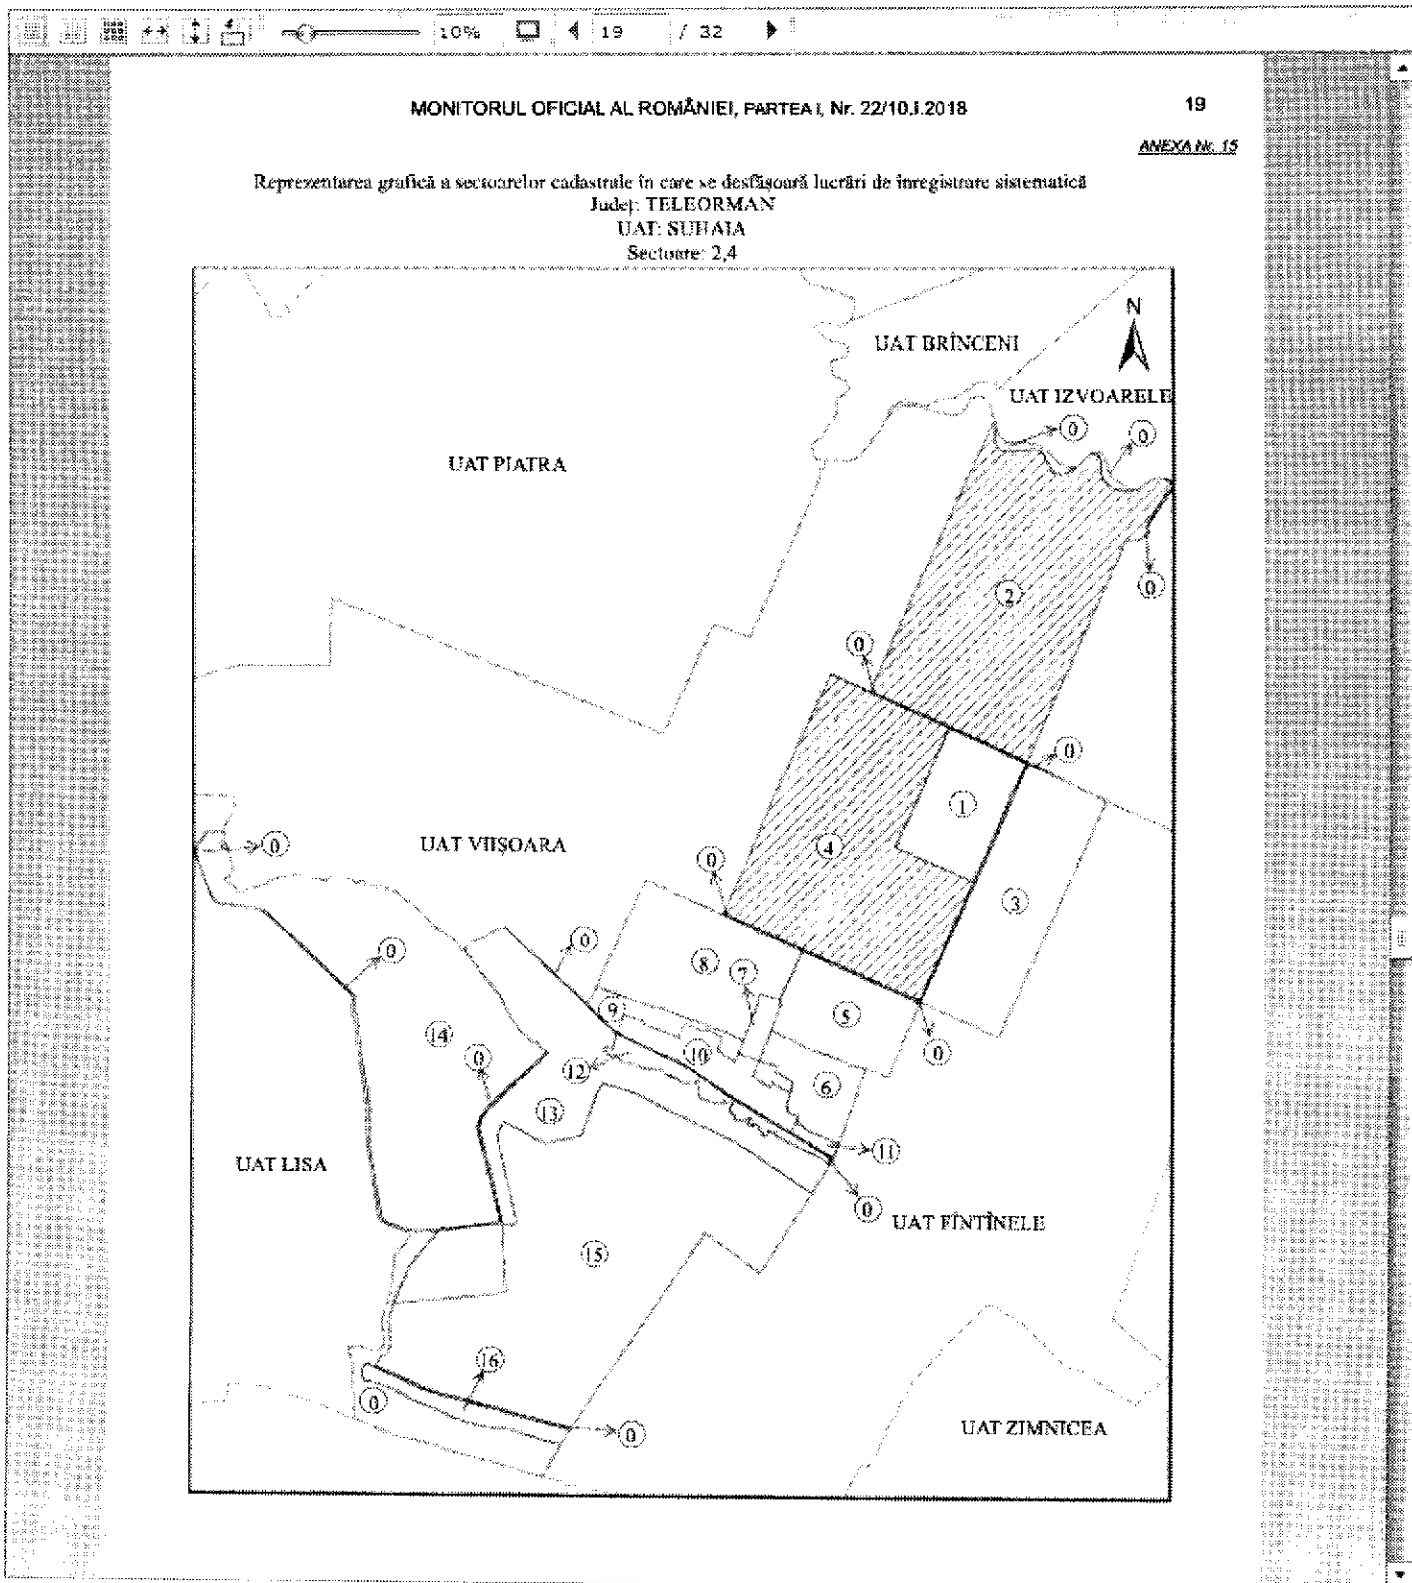 10%
19
/ 32
MONITORUL OFICIAL AL ROMÂNIEI, PARTEA I, Nr. 22/10.I.2018
19
ANEXA Nr. 15
Reprezentarea grafică a sectoarelor cadastrale în care se desfășoară lucrări de înregistrare sistematică
Județ: TELEORMAN
UAT: SUHAIA
Sectoare: 2,4
N
UAT BRÎNCENI
UAT IZVOARELE
0
0
UAT PIATRA
0
2
0
0
1
UAT VIIȘOARA
0
4
0
3
0
0
8
7
9
5
14
10
0
0
12
6
13
11
UAT LISA
0
UAT FÎNTÎNELE
15
16
0
0
UAT ZIMNICEA